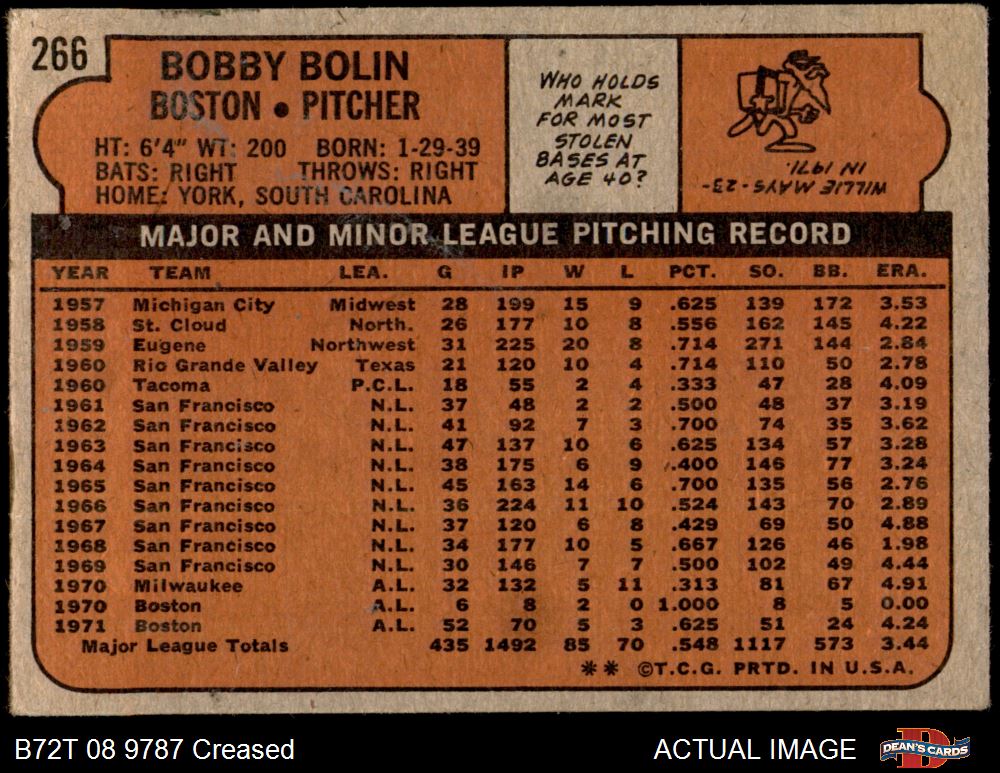 266
BOBBY BOLIN
BOSTON • PITCHER
HT: 6'4" WT: 200 BORN: 1-29-39
BATS: RIGHT THROWS: RIGHT
HOME: YORK, SOUTH CAROLINA
WHO HOLDS
MARK
FOR MOST
STOLEN
BASES AT
AGE 40?
WILLIE MAYS-23-
IN 1971.
MAJOR AND MINOR LEAGUE PITCHING RECORD
YEAR TEAM LEA. G IP W L PCT. SO. BB. ERA.
1957 Michigan City Midwest 28 199 15 9 .625 139 172 3.53
1958 St. Cloud North. 26 177 10 8 .556 162 145 4.22
1959 Eugene Northwest 31 225 20 8 .714 271 144 2.84
1960 Rio Grande Valley Texas 21 120 10 4 .714 110 50 2.78
1960 Tacoma P.C.L. 18 55 2 4 .333 47 28 4.09
1961 San Francisco N.L. 37 48 2 2 .500 48 37 3.19
1962 San Francisco N.L. 41 92 7 3 .700 74 35 3.62
1963 San Francisco N.L. 47 137 10 6 .625 134 57 3.28
1964 San Francisco N.L. 38 175 6 9 .400 146 77 3.24
1965 San Francisco N.L. 45 163 14 6 .700 135 56 2.76
1966 San Francisco N.L. 36 224 11 10 .524 143 70 2.89
1967 San Francisco N.L. 37 120 6 8 .429 69 50 4.88
1968 San Francisco N.L. 34 177 10 5 .667 126 46 1.98
1969 San Francisco N.L. 30 146 7 7 .500 102 49 4.44
1970 Milwaukee A.L. 32 132 5 11 .313 81 67 4.91
1970 Boston A.L. 6 8 2 0 1.000 8 5 0.00
1971 Boston A.L. 52 70 5 3 .625 51 24 4.24
Major League Totals 435 1492 85 70 .548 1117 573 3.44
** ©T.C.G. PRTD. IN U.S.A.
B72T 08 9787 Creased
ACTUAL IMAGE
DEAN'S CARDS